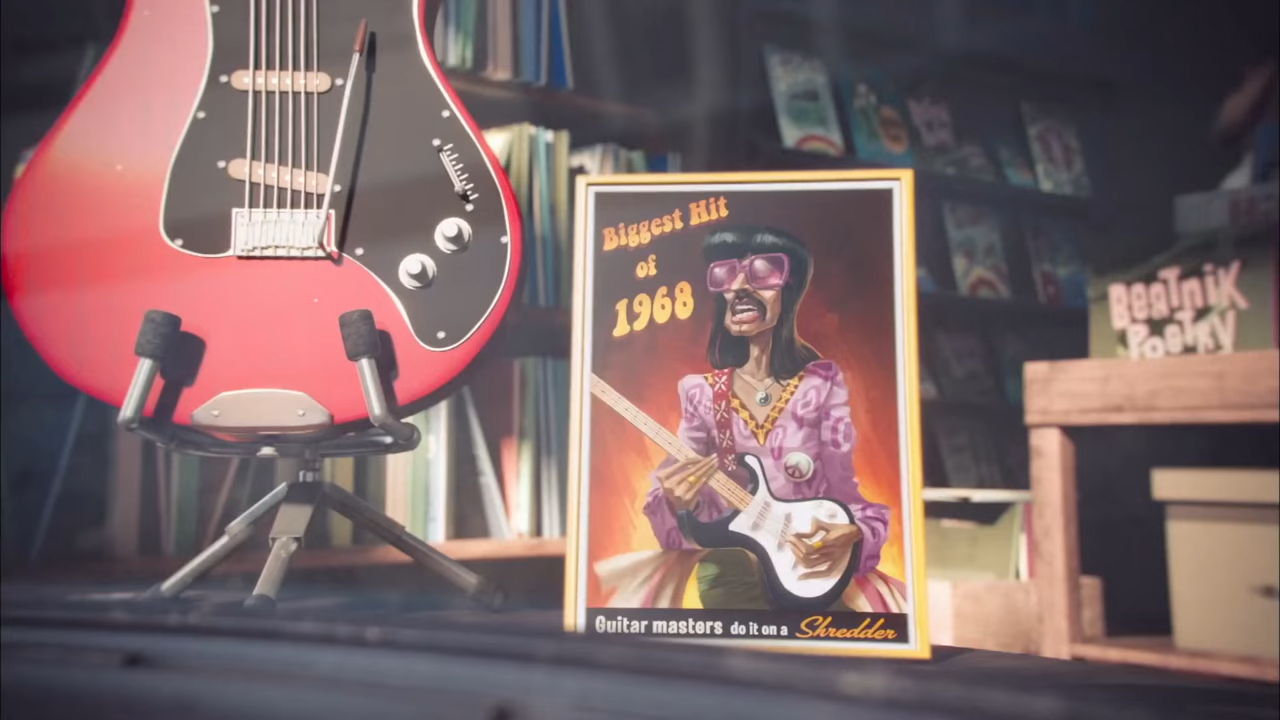 Biggest Hit
of
1968
Guitar masters do it on a Shredder
BeatniK
Poetry